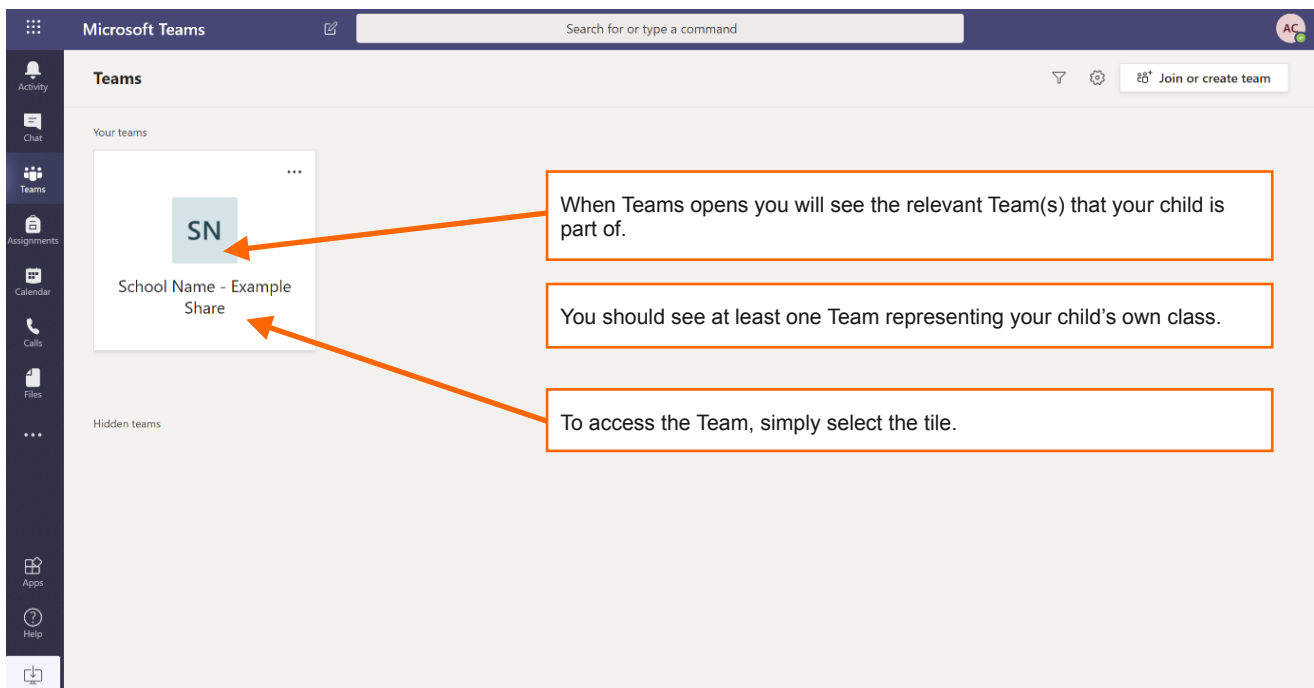 Microsoft Teams
Search for or type a command
AC
Activity
Chat
Teams
Assignments
Calendar
Calls
Files
Apps
Help
Teams
Join or create team
Your teams
SN
School Name - Example
Share
Hidden teams
When Teams opens you will see the relevant Team(s) that your child is
part of.
You should see at least one Team representing your child’s own class.
To access the Team, simply select the tile.